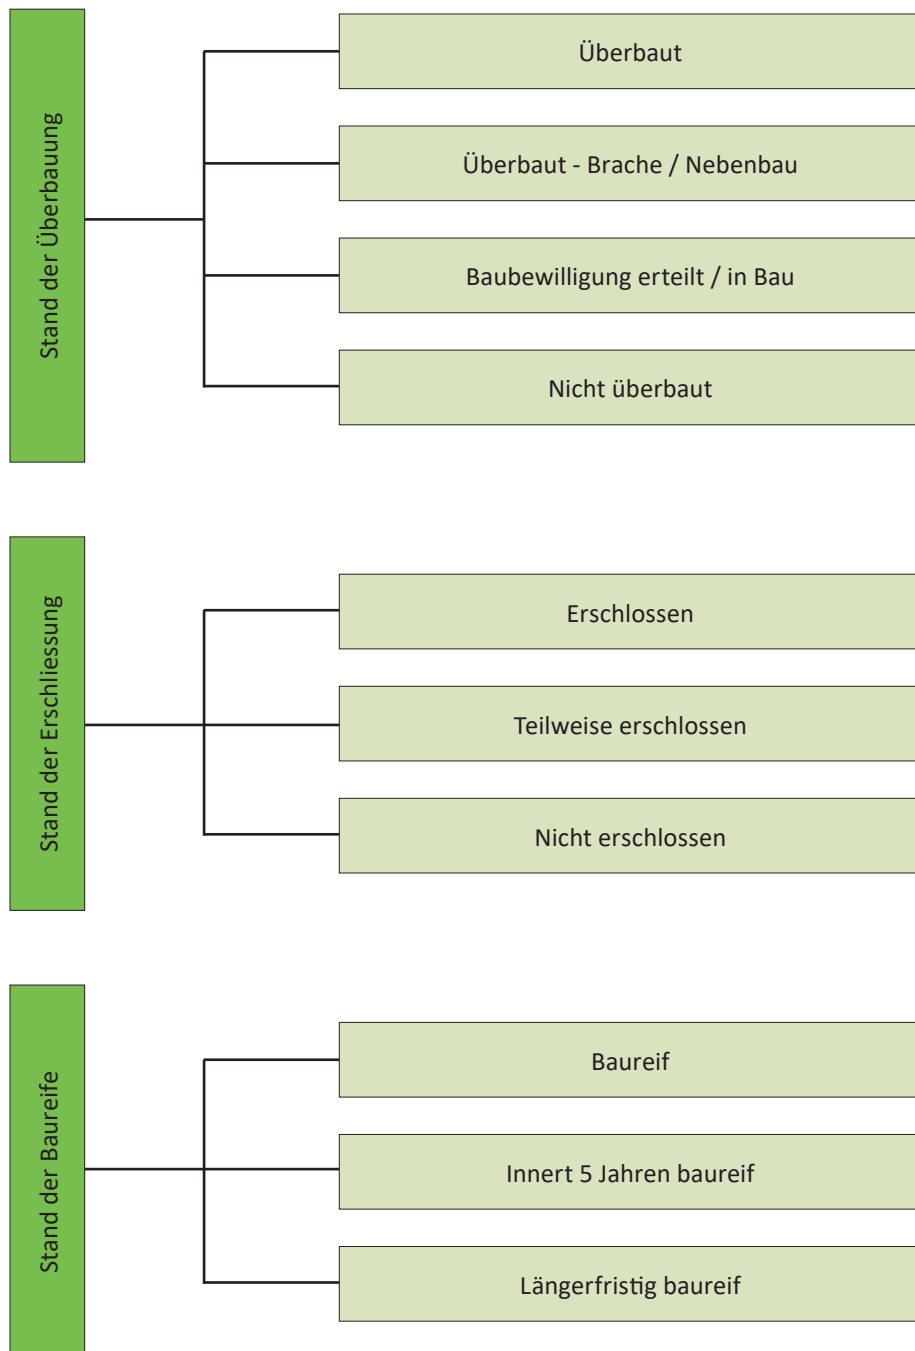 Stand der Überbauung
Überbaut
Überbaut - Brache / Nebenbau
Baubewilligung erteilt / in Bau
Nicht überbaut
Stand der Erschliessung
Erschlossen
Teilweise erschlossen
Nicht erschlossen
Stand der Baureife
Baureif
Innert 5 Jahren baureif
Längerfristig baureif